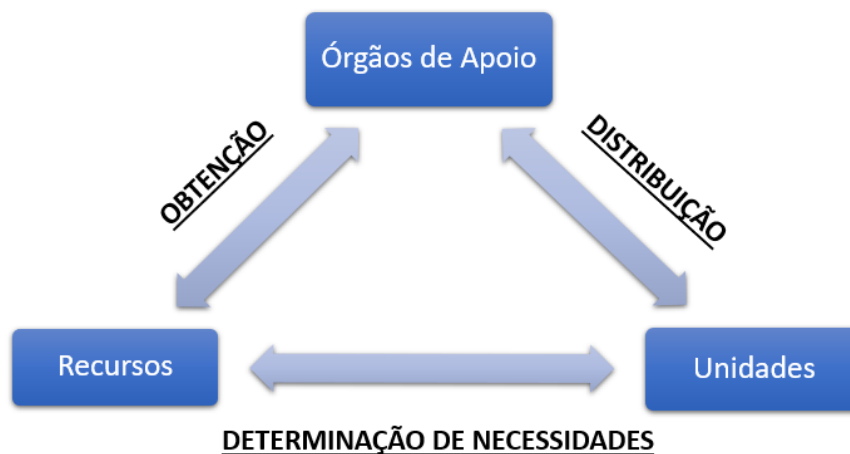 Órgãos de Apoio
OBTENÇÃO
DISTRIBUIÇÃO
Recursos
Unidades
DETERMINAÇÃO DE NECESSIDADES